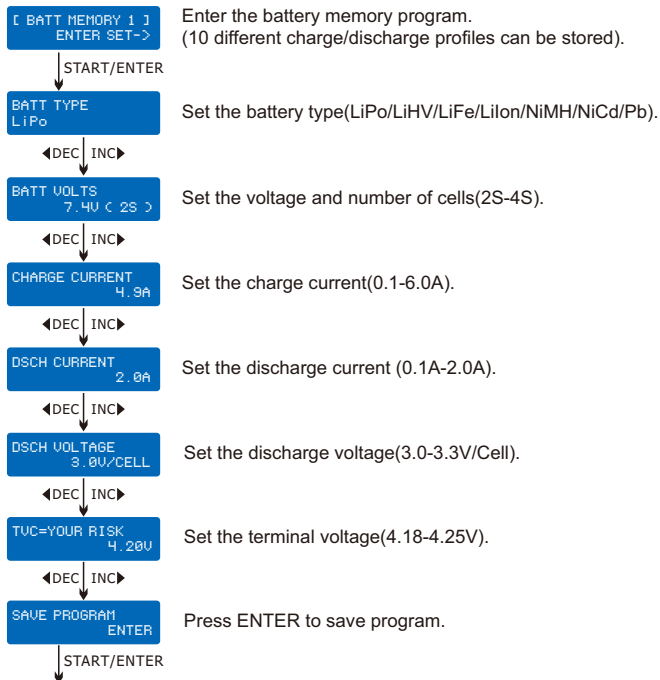 [ BATT MEMORY 1 ]
ENTER SET->
Enter the battery memory program.
(10 different charge/discharge profiles can be stored).
START/ENTER
BATT TYPE
LiPo
Set the battery type(LiPo/LiHV/LiFe/LiIon/NiMH/NiCd/Pb).
◀DEC INC▶
BATT VOLTS
7.4V ( 2S )
Set the voltage and number of cells(2S-4S).
◀DEC INC▶
CHARGE CURRENT
4.9A
Set the charge current(0.1-6.0A).
◀DEC INC▶
DSCH CURRENT
2.0A
Set the discharge current (0.1A-2.0A).
◀DEC INC▶
DSCH VOLTAGE
3.0V/CELL
Set the discharge voltage(3.0-3.3V/Cell).
◀DEC INC▶
TVC=YOUR RISK
4.20V
Set the terminal voltage(4.18-4.25V).
◀DEC INC▶
SAVE PROGRAM
ENTER
Press ENTER to save program.
START/ENTER